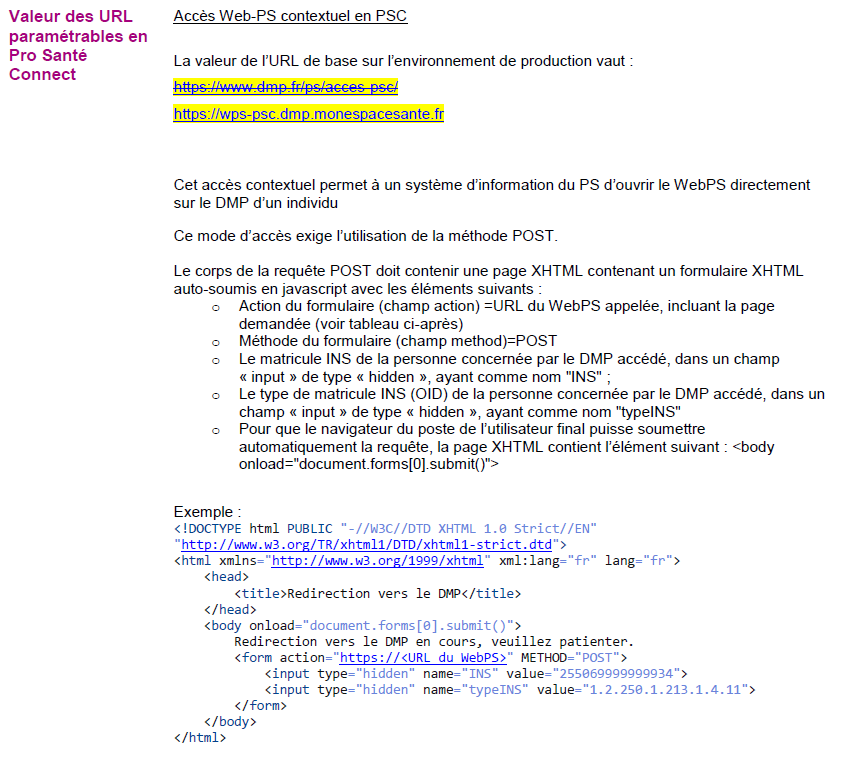 Valeur des URL
paramétrables en
Pro Santé
Connect
Accès Web-PS contextuel en PSC
La valeur de l’URL de base sur l’environnement de production vaut :
https://www.dmp.fr/ps/acces-psc/
https://wps-psc.dmp.monespacesante.fr
Cet accès contextuel permet à un système d’information du PS d’ouvrir le WebPS directement
sur le DMP d’un individu
Ce mode d’accès exige l’utilisation de la méthode POST.
Le corps de la requête POST doit contenir une page XHTML contenant un formulaire XHTML
auto-soumis en javascript avec les éléments suivants :
o Action du formulaire (champ action) =URL du WebPS appelée, incluant la page
demandée (voir tableau ci-après)
o Méthode du formulaire (champ method)=POST
o Le matricule INS de la personne concernée par le DMP accédé, dans un champ
« input » de type « hidden », ayant comme nom "INS" ;
o Le type de matricule INS (OID) de la personne concernée par le DMP accédé, dans un
champ « input » de type « hidden », ayant comme nom "typeINS"
o Pour que le navigateur du poste de l’utilisateur final puisse soumettre
automatiquement la requête, la page XHTML contient l’élément suivant : <body
onload="document.forms[0].submit()">
Exemple :
<!DOCTYPE html PUBLIC "-//W3C//DTD XHTML 1.0 Strict//EN"
"http://www.w3.org/TR/xhtml1/DTD/xhtml1-strict.dtd">
<html xmlns="http://www.w3.org/1999/xhtml" xml:lang="fr" lang="fr">
<head>
<title>Redirection vers le DMP</title>
</head>
<body onload="document.forms[0].submit()">
Redirection vers le DMP en cours, veuillez patienter.
<form action="https://<URL du WebPS>" METHOD="POST">
<input type="hidden" name="INS" value="255069999999934">
<input type="hidden" name="typeINS" value="1.2.250.1.213.1.4.11">
</form>
</body>
</html>